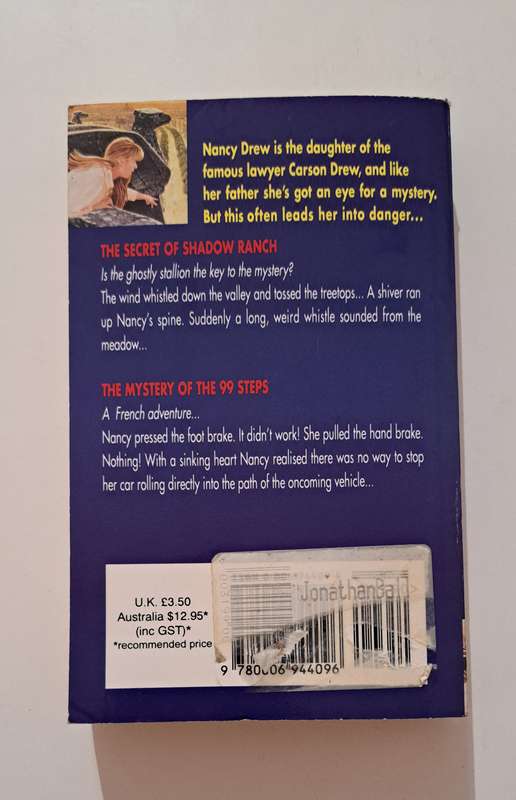 Nancy Drew is the daughter of the
famous lawyer Carson Drew, and like
her father she's got an eye for a mystery.
But this often leads her into danger...
THE SECRET OF SHADOW RANCH
Is the ghostly stallion the key to the mystery?
The wind whistled down the valley and tossed the treetops... A shiver ran
up Nancy's spine. Suddenly a long, weird whistle sounded from the
meadow...
THE MYSTERY OF THE 99 STEPS
A French adventure...
Nancy pressed the foot brake. It didn't work! She pulled the hand brake.
Nothing! With a sinking heart Nancy realised there was no way to stop
her car rolling directly into the path of the oncoming vehicle...
U.K. £3.50
Australia $12.95*
(inc GST)*
*recommended price
JonathanBall
9 780006 944096